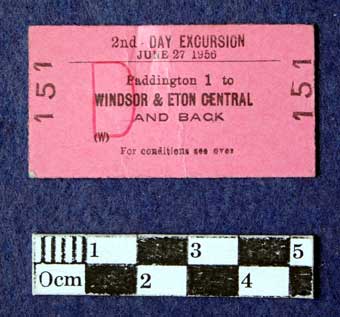 2nd - DAY EXCURSION
JUNE 27 1956
151
D
Paddington 1 to
WINDSOR & ETON CENTRAL
AND BACK
(W)
For conditions see over
151
1 3 5
0cm 2 4